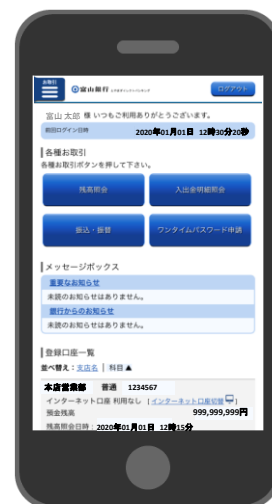 お取引
富山銀行
ログアウト
富山 太郎 様 いつもご利用ありがとうございます。
前回ログイン日時 2020年01月01日 12時30分20秒
各種お取引
各種お取引ボタンを押して下さい。
残高照会 入出金明細照会
振込・振替 ワンタイムパスワード申請
メッセージボックス
重要なお知らせ
未読のお知らせはありません。
銀行からのお知らせ
未読のお知らせはありません。
登録口座一覧
並べ替え：支店名 | 科目▲
本店営業部 普通 1234567
インターネット口座 利用なし [インターネット口座切替]
預金残高 999,999,999円
残高照会日時：2020年01月01日 12時15分